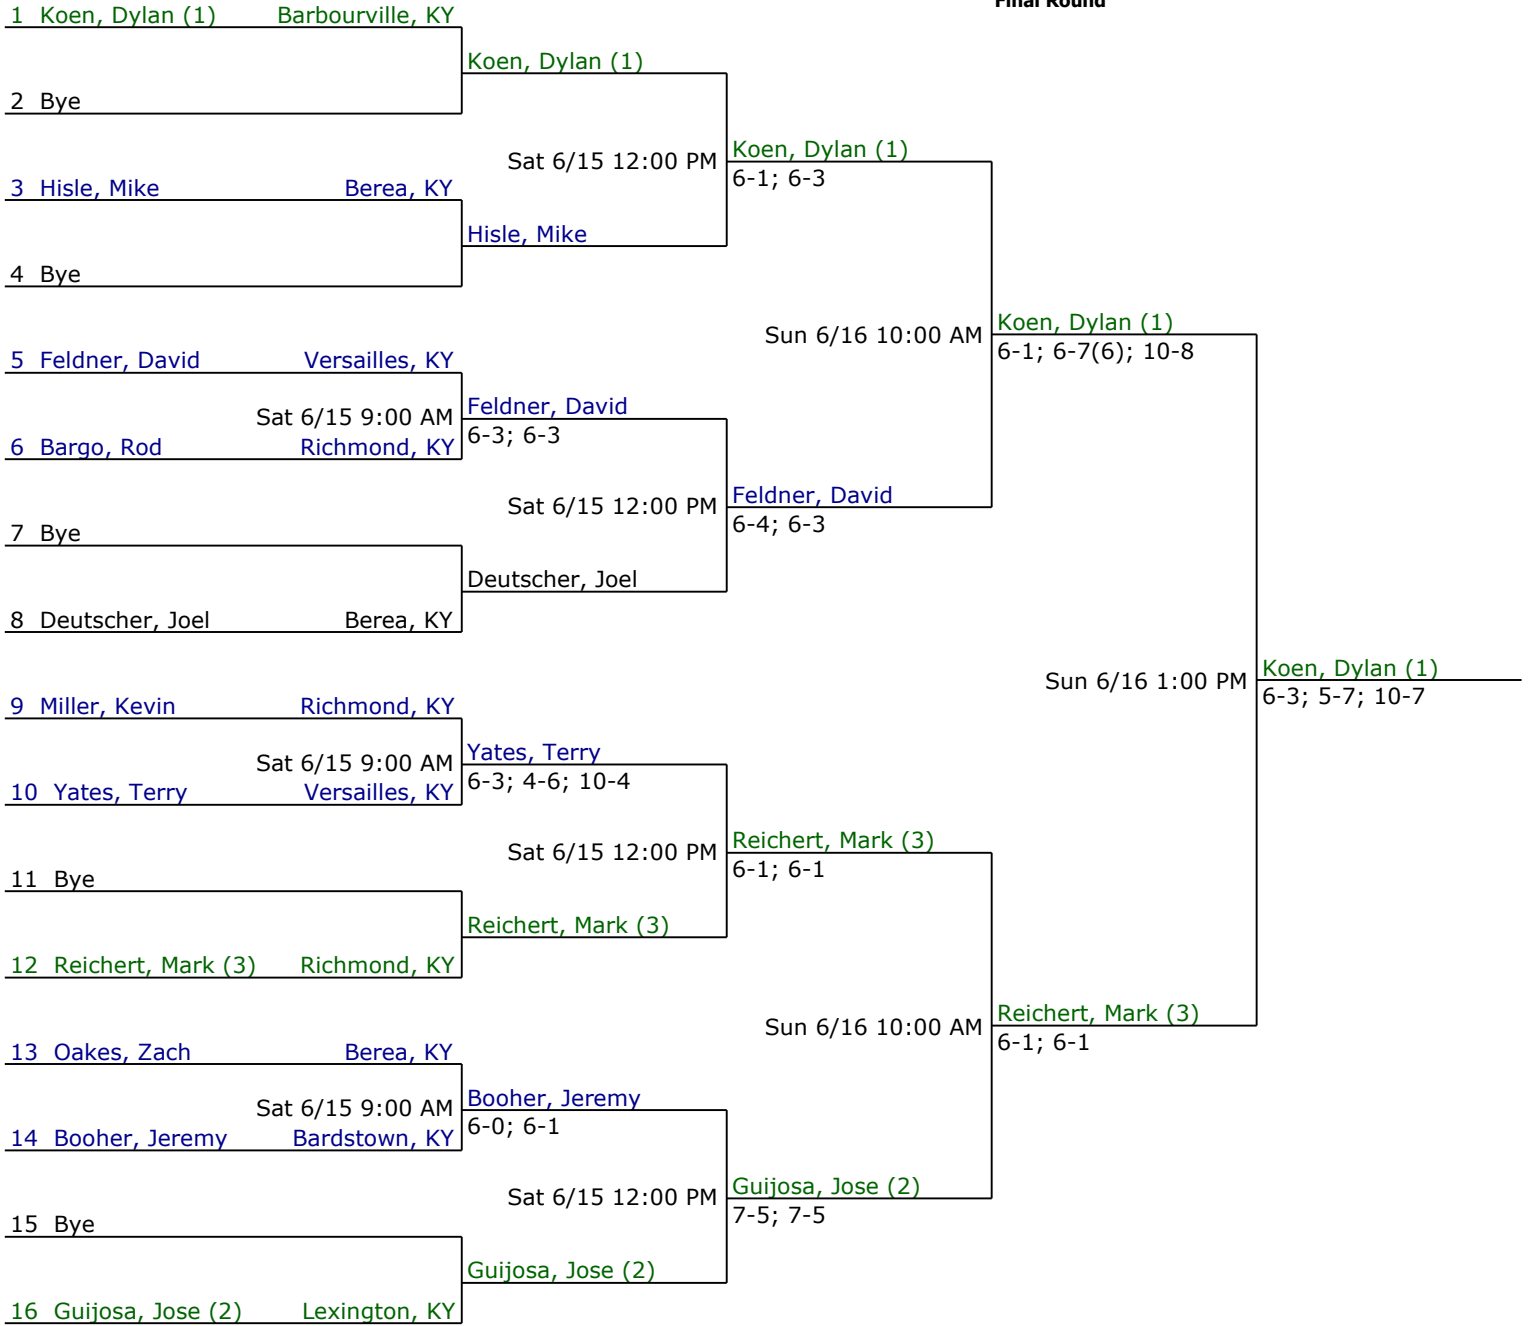 Final Round
1 Koen, Dylan (1) Barbourville, KY
Koen, Dylan (1)
2 Bye
Sat 6/15 12:00 PM
Koen, Dylan (1)
6-1; 6-3
3 Hisle, Mike Berea, KY
Hisle, Mike
4 Bye
Sun 6/16 10:00 AM
Koen, Dylan (1)
6-1; 6-7(6); 10-8
5 Feldner, David Versailles, KY
Sat 6/15 9:00 AM
Feldner, David
6-3; 6-3
6 Bargo, Rod Richmond, KY
Sat 6/15 12:00 PM
Feldner, David
6-4; 6-3
7 Bye
Deutscher, Joel
8 Deutscher, Joel Berea, KY
Sun 6/16 1:00 PM
Koen, Dylan (1)
6-3; 5-7; 10-7
9 Miller, Kevin Richmond, KY
Sat 6/15 9:00 AM
Yates, Terry
6-3; 4-6; 10-4
10 Yates, Terry Versailles, KY
Sat 6/15 12:00 PM
Reichert, Mark (3)
6-1; 6-1
11 Bye
Reichert, Mark (3)
12 Reichert, Mark (3) Richmond, KY
Sun 6/16 10:00 AM
Reichert, Mark (3)
6-1; 6-1
13 Oakes, Zach Berea, KY
Sat 6/15 9:00 AM
Booher, Jeremy
6-0; 6-1
14 Booher, Jeremy Bardstown, KY
Sat 6/15 12:00 PM
Guijosa, Jose (2)
7-5; 7-5
15 Bye
Guijosa, Jose (2)
16 Guijosa, Jose (2) Lexington, KY